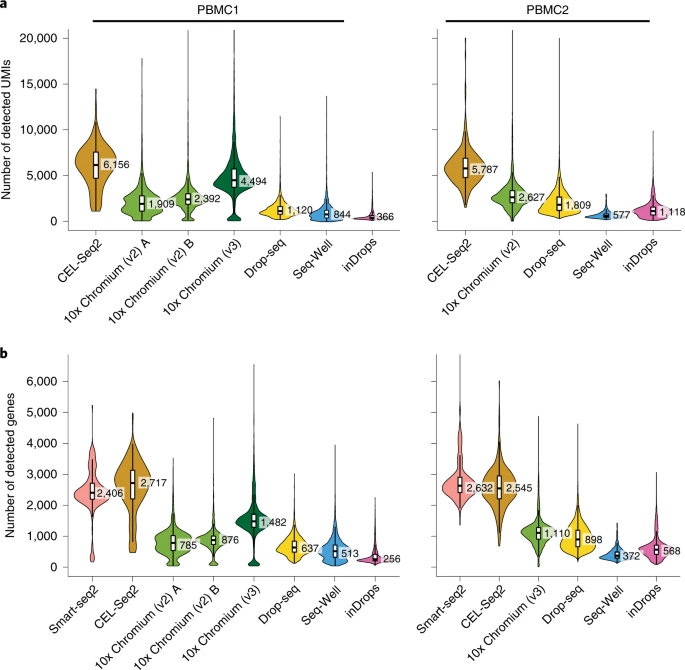 a
PBMC1
PBMC2
Number of detected UMIs
20,000
15,000
10,000
5,000
0
6,156
1,909
2,392
4,494
1,120
844
366
5,787
2,627
1,809
577
1,118
CEL-Seq2
10x Chromium (v2) A
10x Chromium (v2) B
10x Chromium (v3)
Drop-seq
Seq-Well
inDrops
CEL-Seq2
10x Chromium (v2)
Drop-seq
Seq-Well
inDrops
b
Number of detected genes
6,000
5,000
4,000
3,000
2,000
1,000
0
2,406
2,717
785
876
1,482
637
513
256
2,632
2,545
1,110
898
372
568
Smart-seq2
CEL-Seq2
10x Chromium (v2) A
10x Chromium (v2) B
10x Chromium (v3)
Drop-seq
Seq-Well
inDrops
Smart-seq2
CEL-Seq2
10x Chromium (v3)
Drop-seq
Seq-Well
inDrops